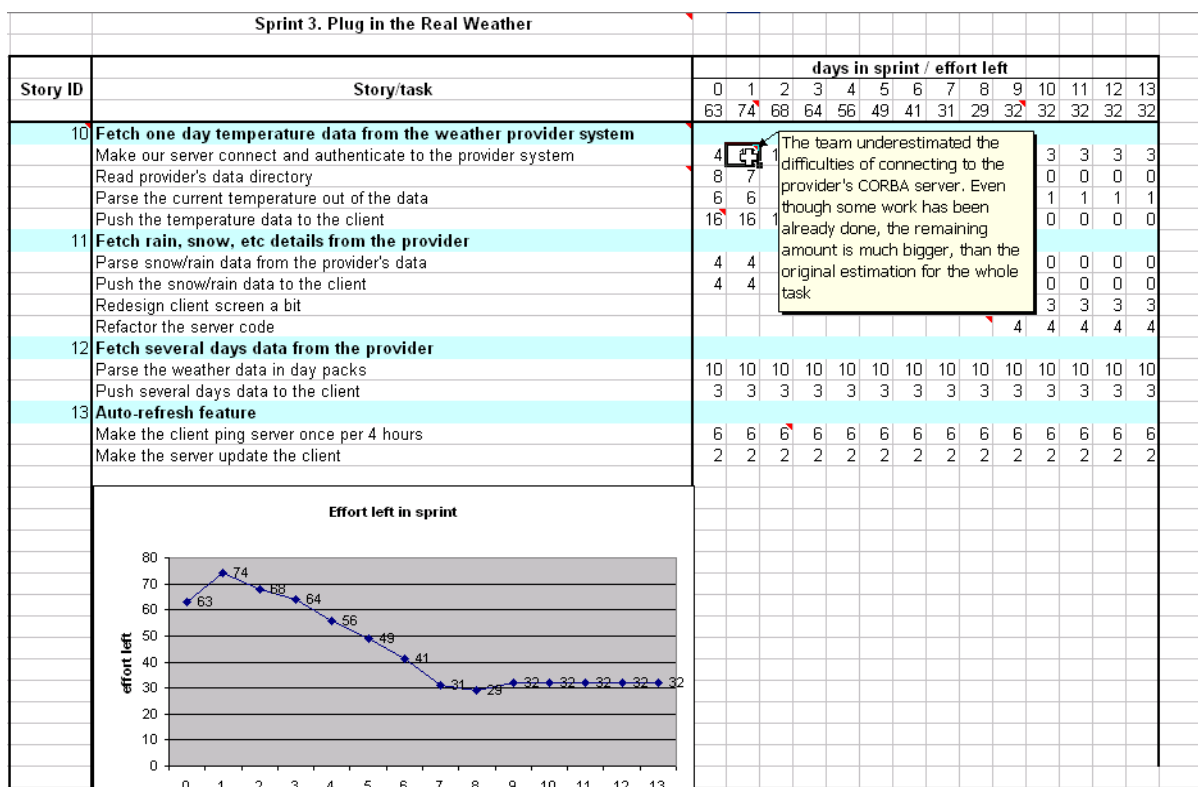 Sprint 3. Plug in the Real Weather
days in sprint / effort left
Story ID Story/task 0 1 2 3 4 5 6 7 8 9 10 11 12 13
63 74 68 64 56 49 41 31 29 32 32 32 32 32
10 Fetch one day temperature data from the weather provider system
Make our server connect and authenticate to the provider system 4 3 3 3 3
Read provider's data directory 8 7 0 0 0 0
Parse the current temperature out of the data 6 6 1 1 1 1
Push the temperature data to the client 16 16 0 0 0 0
The team underestimated the
difficulties of connecting to the
provider's CORBA server. Even
though some work has been
already done, the remaining
amount is much bigger, than the
original estimation for the whole
task
11 Fetch rain, snow, etc details from the provider
Parse snow/rain data from the provider's data 4 4 0 0 0 0
Push the snow/rain data to the client 4 4 0 0 0 0
Redesign client screen a bit 3 3 3 3
Refactor the server code 4 4 4 4 4
12 Fetch several days data from the provider
Parse the weather data in day packs 10 10 10 10 10 10 10 10 10 10 10 10 10 10
Push several days data to the client 3 3 3 3 3 3 3 3 3 3 3 3 3 3
13 Auto-refresh feature
Make the client ping server once per 4 hours 6 6 6 6 6 6 6 6 6 6 6 6 6 6
Make the server update the client 2 2 2 2 2 2 2 2 2 2 2 2 2 2
Effort left in sprint
effort left
80
70
60
50
40
30
20
10
0
63 74 68 64 56 49 41 31 29 32 32 32 32 32
0 1 2 3 4 5 6 7 8 9 10 11 12 13